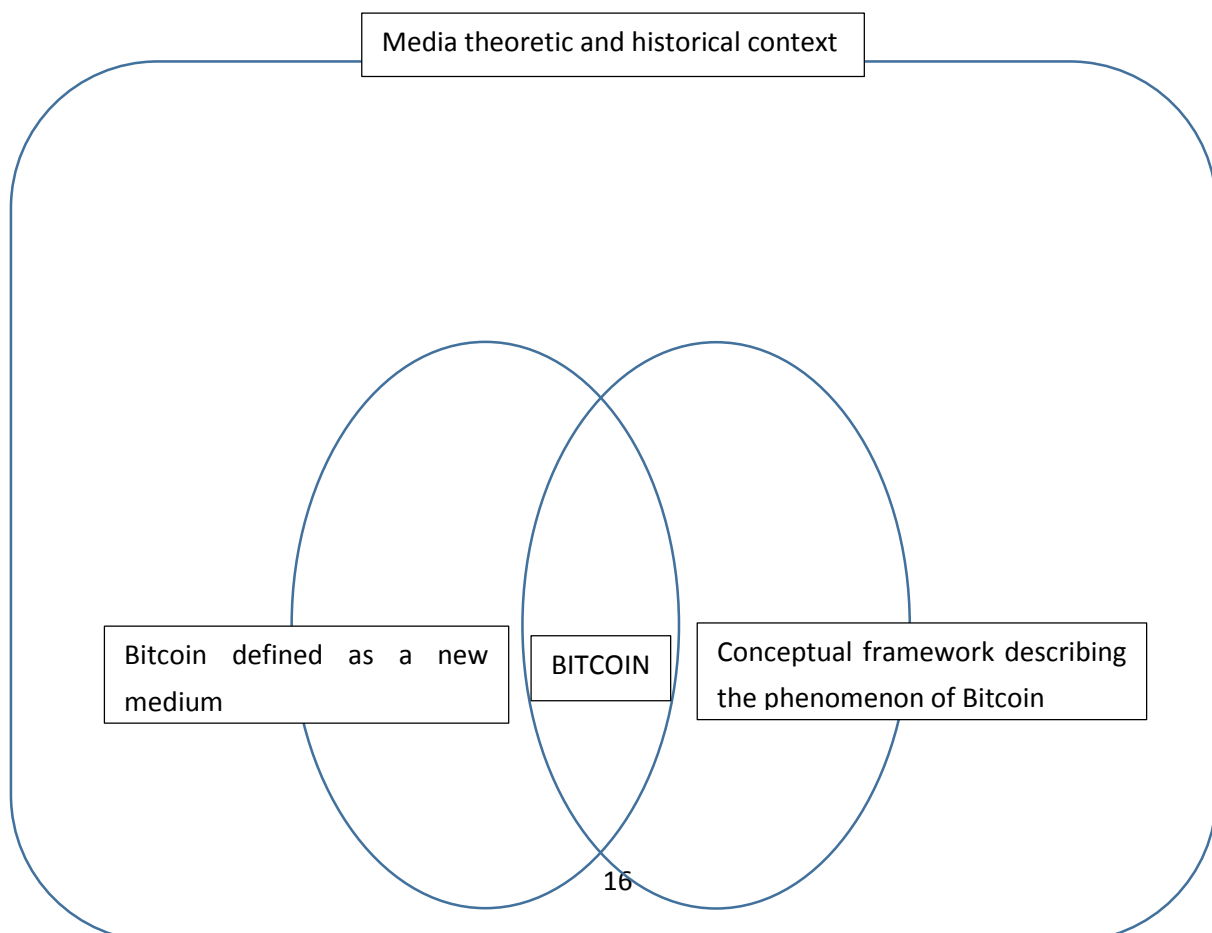 Media theoretic and historical context
Bitcoin defined as a new
medium
BITCOIN
Conceptual framework describing
the phenomenon of Bitcoin
16